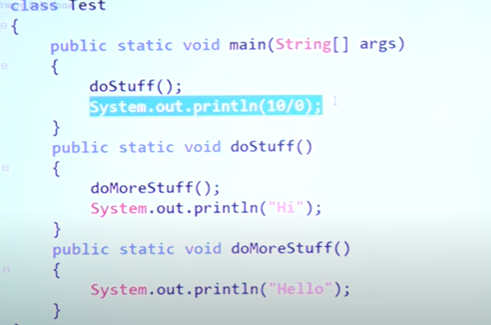 class Test
{
public static void main(String[] args)
{
doStuff();
System.out.println(10/0);
}
public static void doStuff()
{
doMoreStuff();
System.out.println("Hi");
}
public static void doMoreStuff()
{
System.out.println("Hello");
}